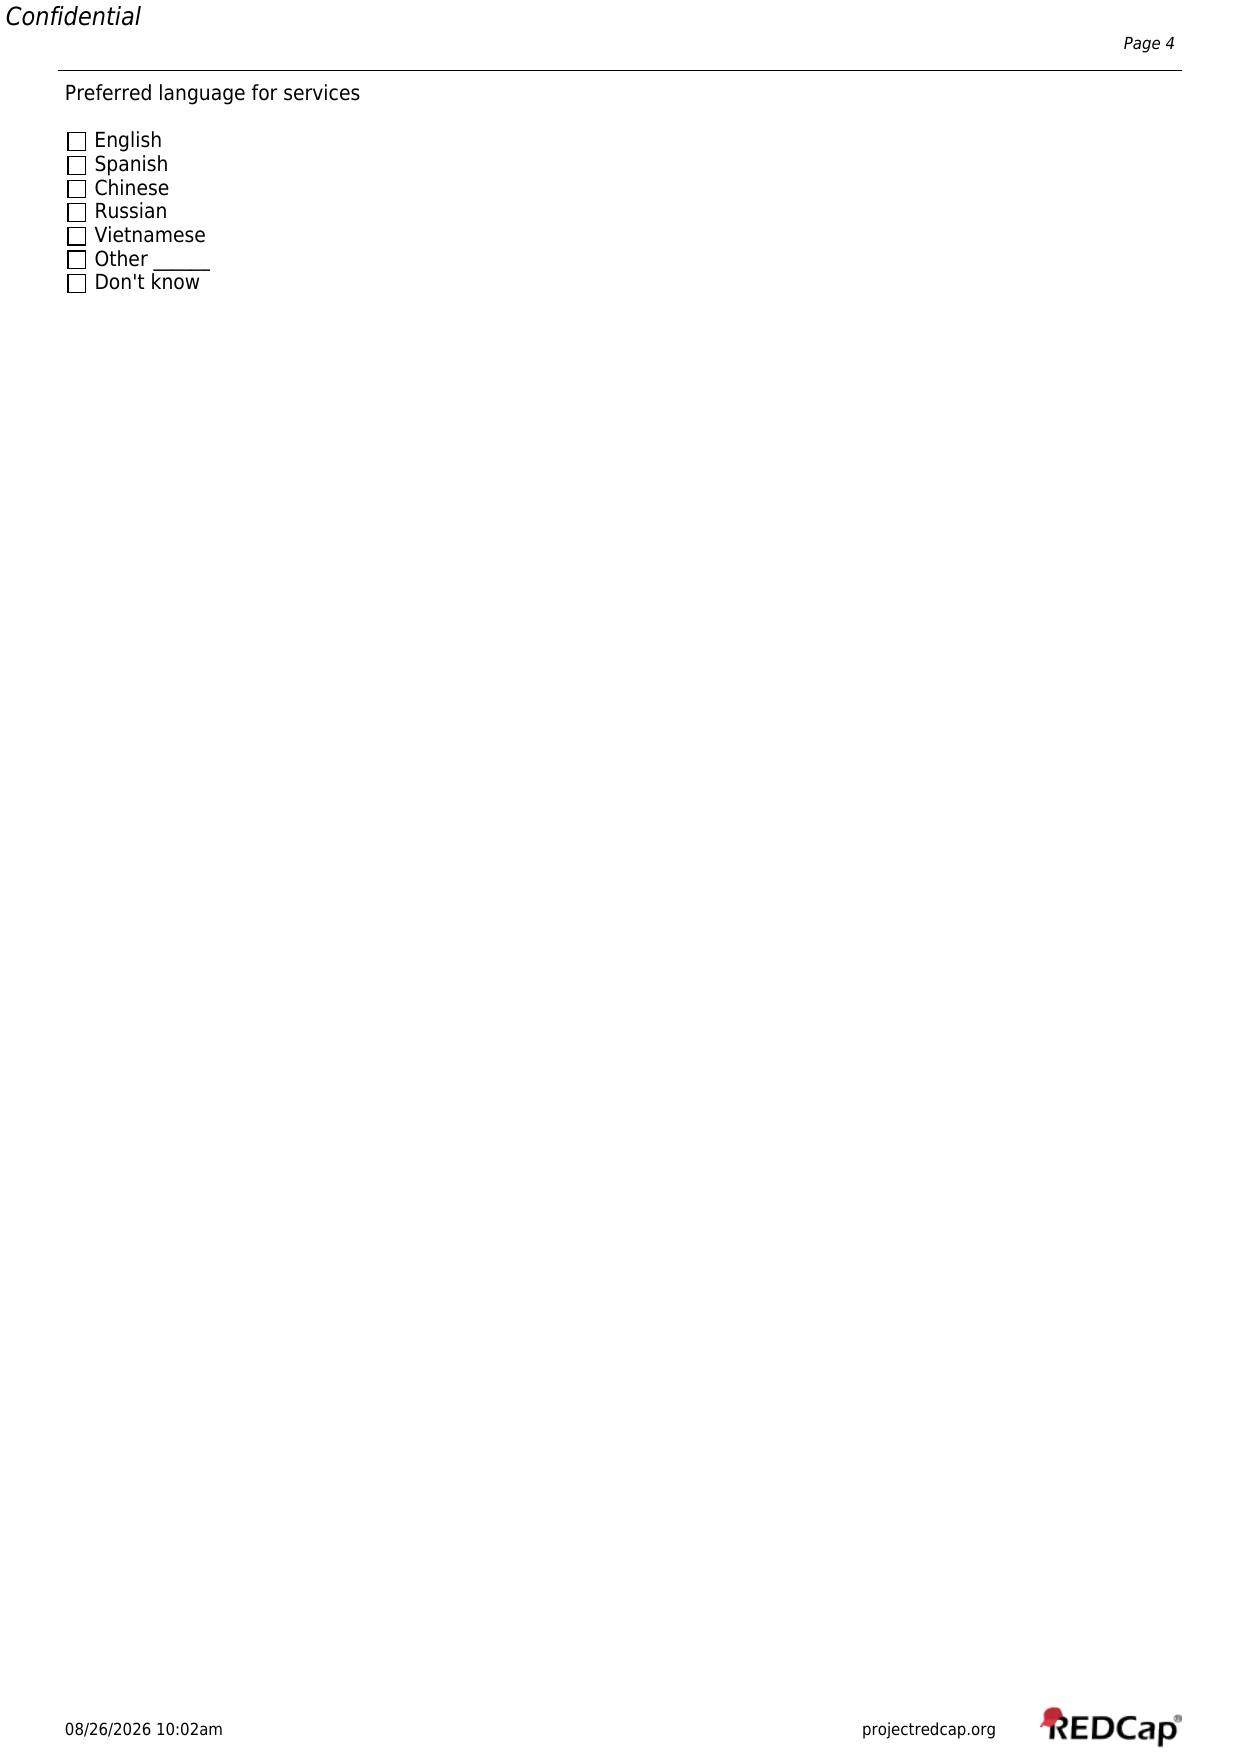 Confidential
Page 4
Preferred language for services
English
Spanish
Chinese
Russian
Vietnamese
Other ______
Don't know
08/26/2026 10:02am
projectredcap.org
REDCap®